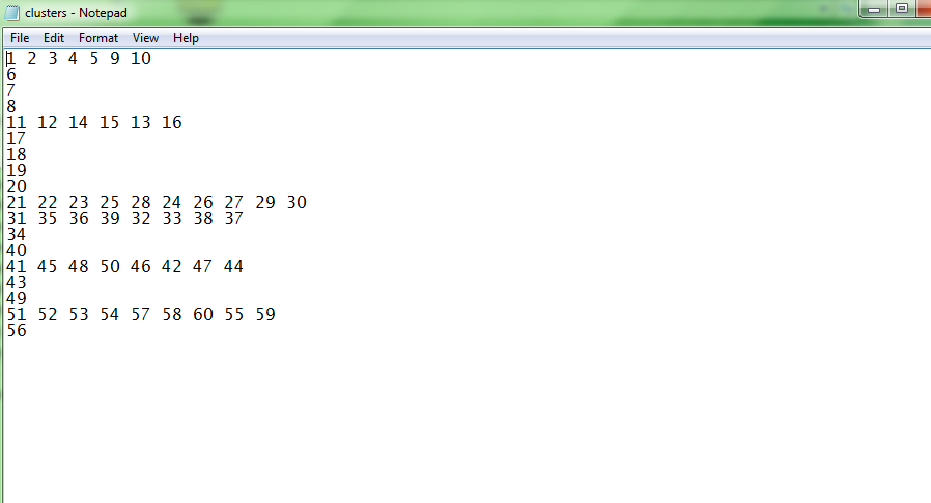 clusters - Notepad
File Edit Format View Help
1 2 3 4 5 9 10
6
7
8
11 12 14 15 13 16
17
18
19
20
21 22 23 25 28 24 26 27 29 30
31 35 36 39 32 33 38 37
34
40
41 45 48 50 46 42 47 44
43
49
51 52 53 54 57 58 60 55 59
56